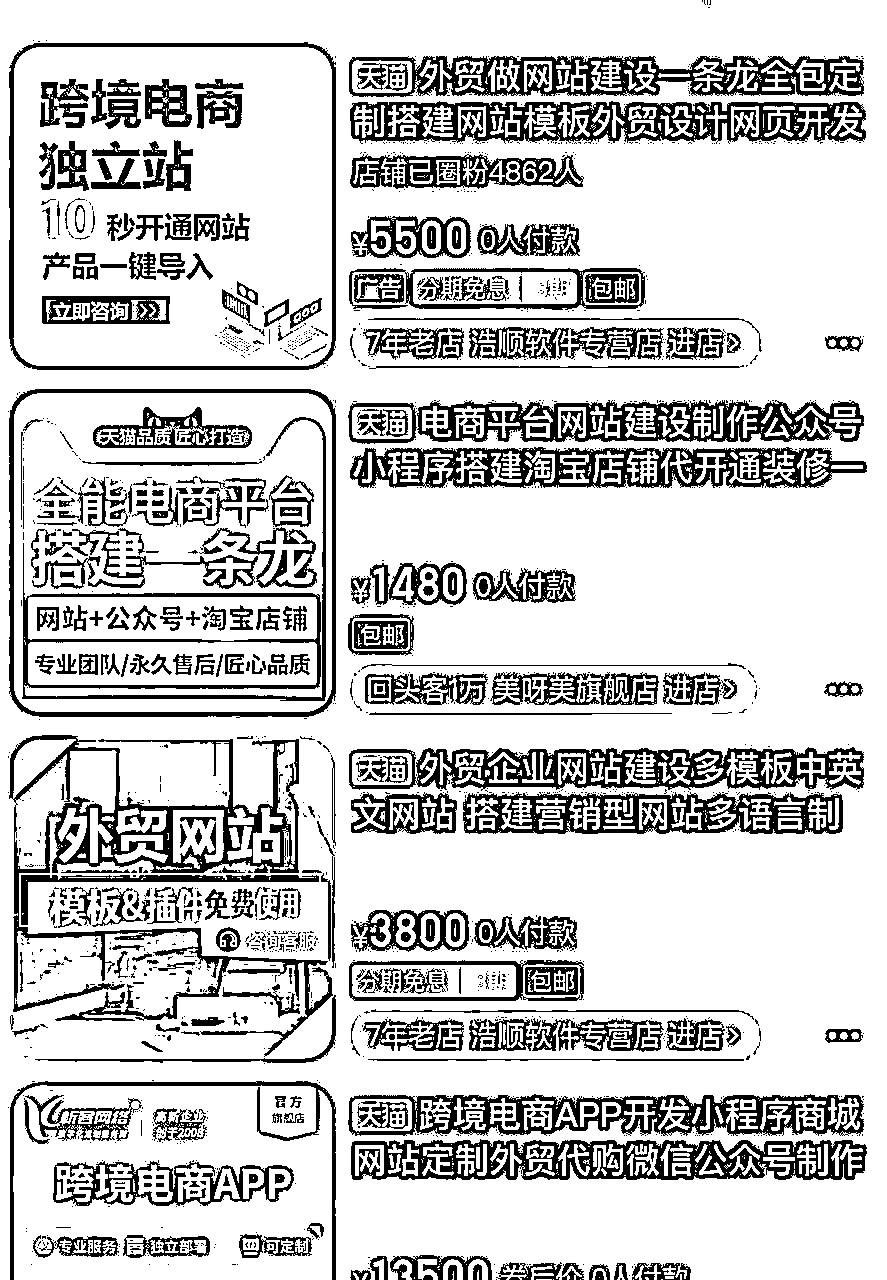 跨境电商
独立站
10 秒开通网站
产品一键导入
立即咨询
天猫 外贸做网站建设一条龙全包定
制搭建网站模板外贸设计网页开发
店铺已圈粉4862人
¥5500 0人付款
广告 分期免息 包邮
7年老店 浩顺软件专营店 进店>
天猫品质 匠心打造
全能电商平台
搭建一条龙
网站+公众号+淘宝店铺
专业团队/永久售后/匠心品质
天猫 电商平台网站建设制作公众号
小程序搭建淘宝店铺代开通装修一
¥1480 0人付款
包邮
回头客1万 美呀美旗舰店 进店>
外贸网站
模板&插件免费使用
咨询客服
天猫 外贸企业网站建设多模板中英
文网站 搭建营销型网站多语言制
¥3800 0人付款
分期免息 包邮
7年老店 浩顺软件专营店 进店>
官方
旗舰店
跨境电商APP
专业服务 独立部署 可定制
天猫 跨境电商APP开发小程序商城
网站定制外贸代购微信公众号制作
¥13500 券后价 0人付款